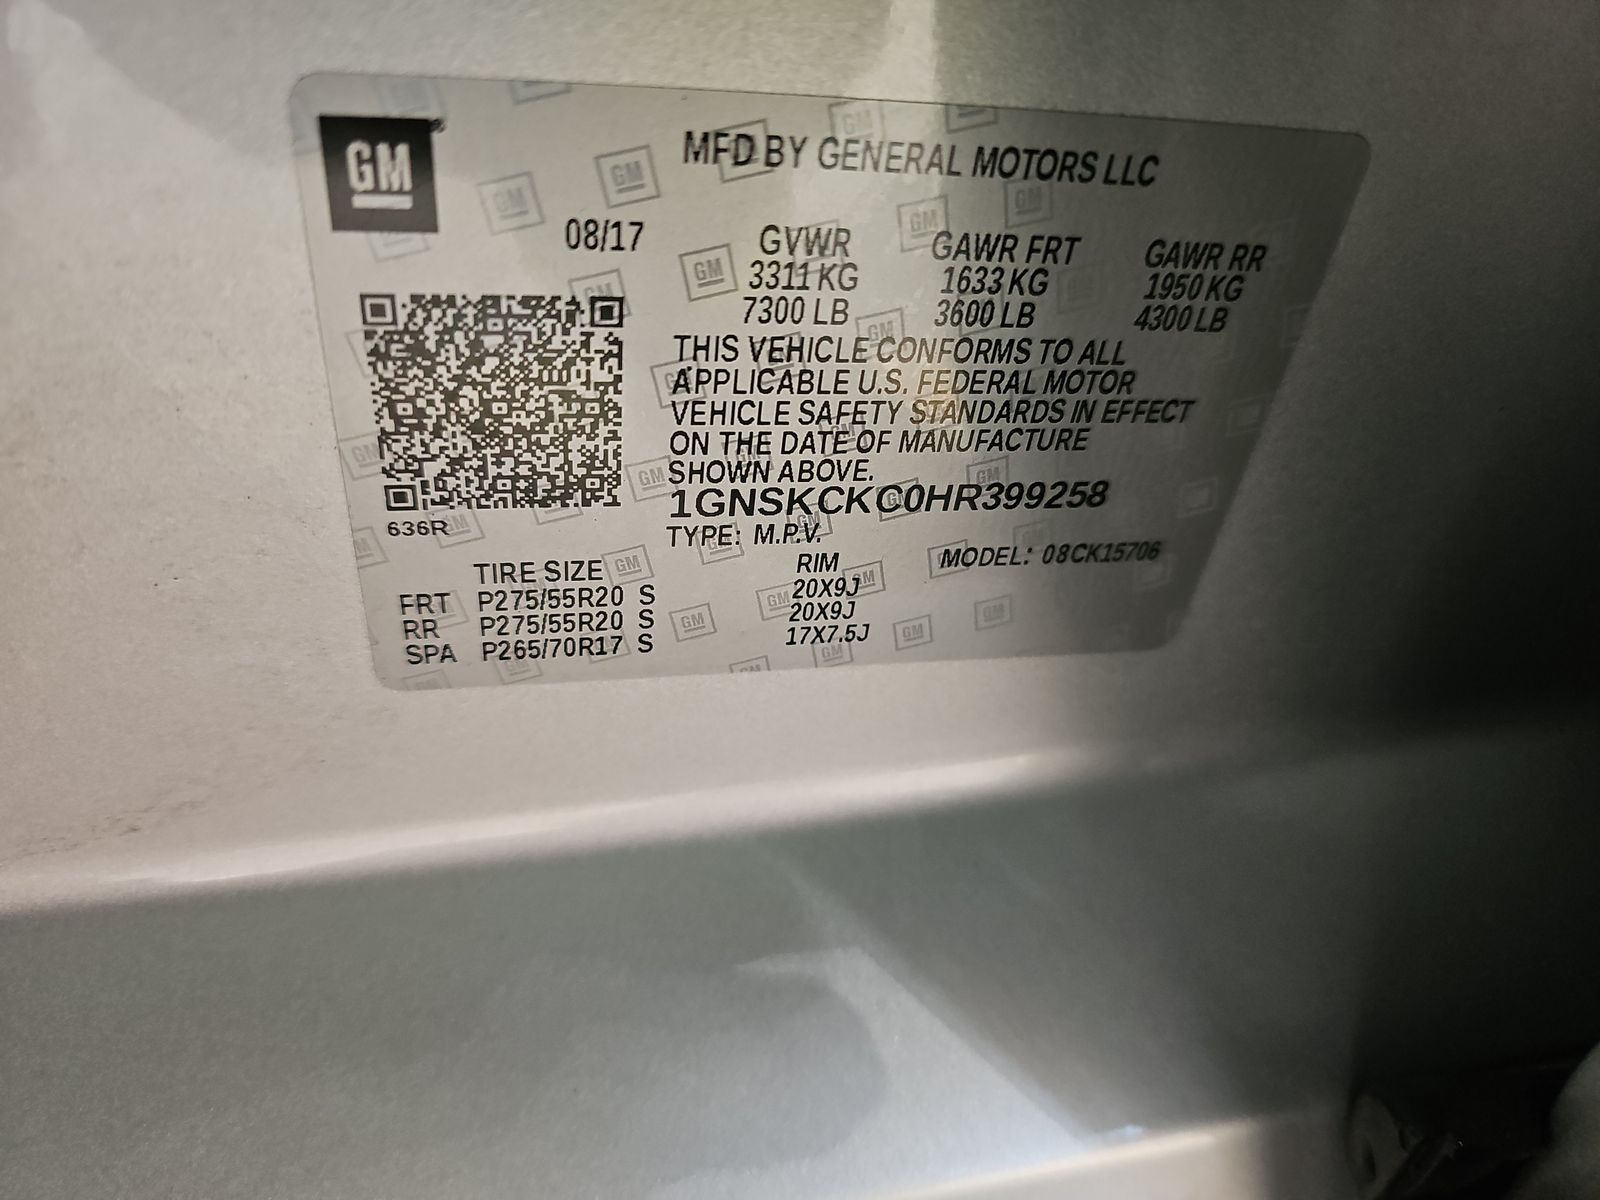 GM
MFD BY GENERAL MOTORS LLC
08/17
GVWR GAWR FRT GAWR RR
3311 KG 1633 KG 1950 KG
7300 LB 3600 LB 4300 LB
THIS VEHICLE CONFORMS TO ALL
APPLICABLE U.S. FEDERAL MOTOR
VEHICLE SAFETY STANDARDS IN EFFECT
ON THE DATE OF MANUFACTURE
SHOWN ABOVE.
1GNSKCKC0HR399258
636R
TYPE: M.P.V.
MODEL: 08CK15706
TIRE SIZE RIM
FRT P275/55R20 S 20X9J
RR P275/55R20 S 20X9J
SPA P265/70R17 S 17X7.5J